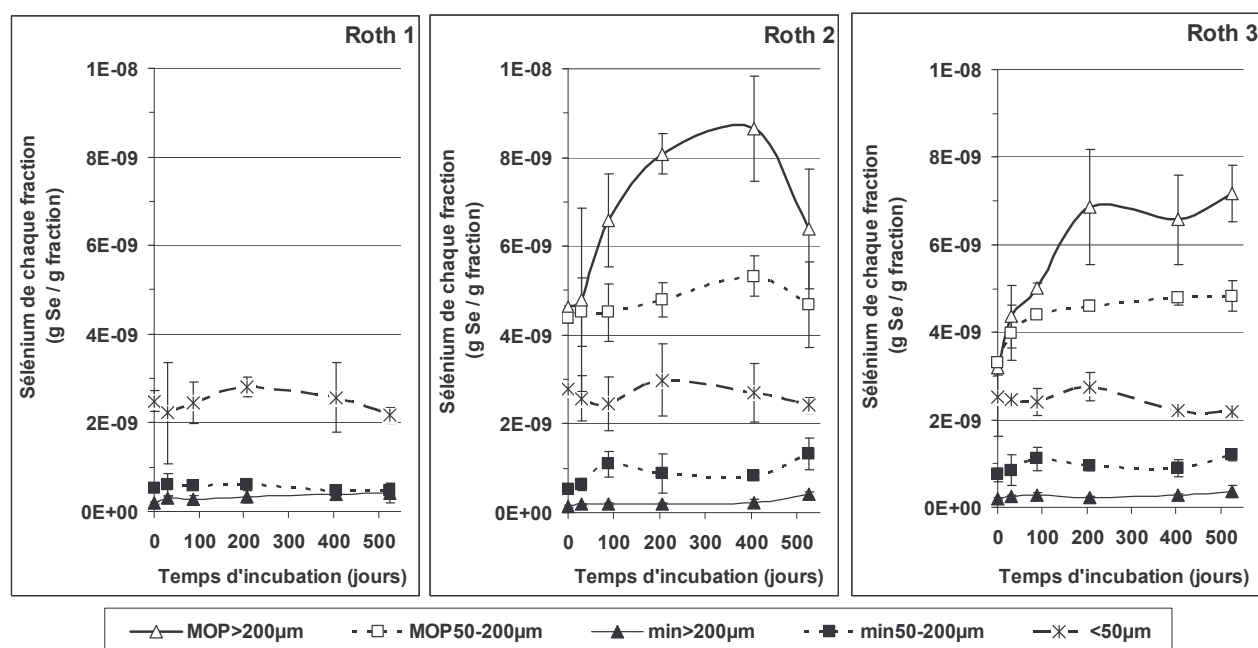 Roth 1
Sélénium de chaque fraction
(g Se / g fraction)
1E-08
8E-09
6E-09
4E-09
2E-09
0E+00
0 100 200 300 400 500
Temps d'incubation (jours)
Roth 2
Sélénium de chaque fraction
(g Se / g fraction)
1E-08
8E-09
6E-09
4E-09
2E-09
0E+00
0 100 200 300 400 500
Temps d'incubation (jours)
Roth 3
Sélénium de chaque fraction
(g Se / g fraction)
1E-08
8E-09
6E-09
4E-09
2E-09
0E+00
0 100 200 300 400 500
Temps d'incubation (jours)
MOP>200µm MOP50-200µm min>200µm min50-200µm <50µm